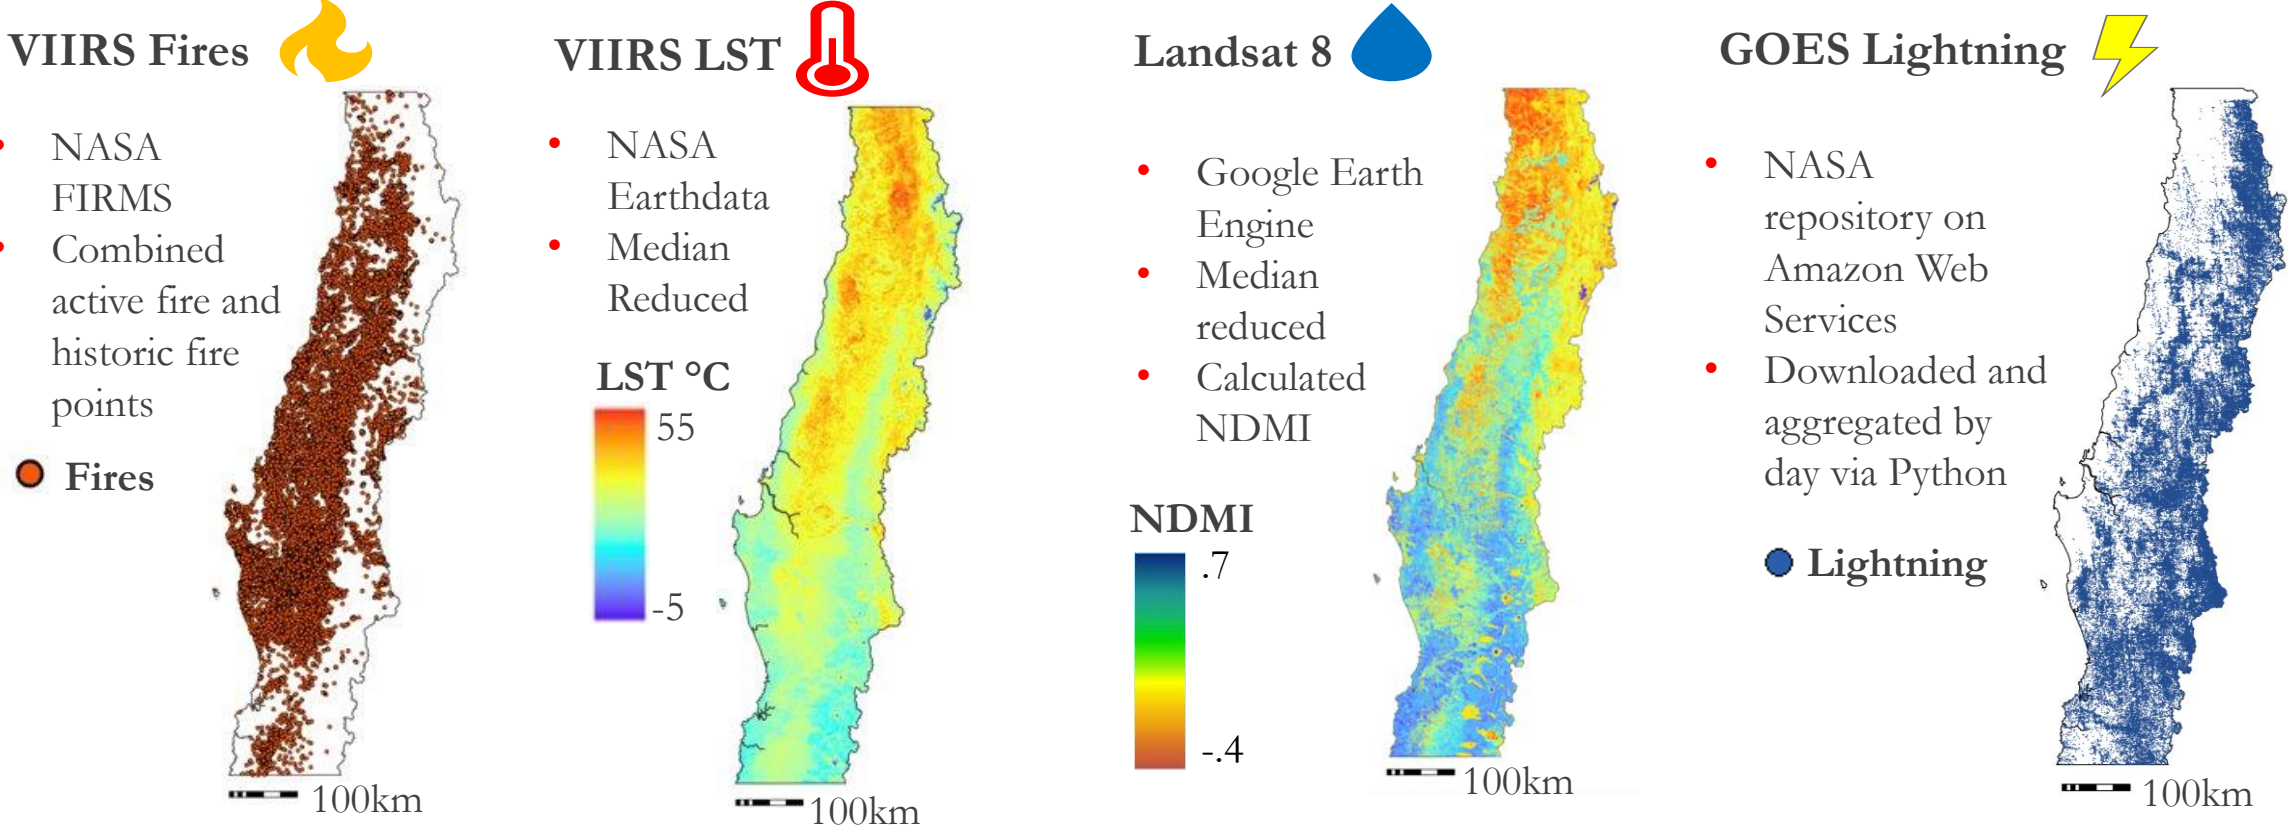 VIIRS Fires
• NASA
FIRMS
• Combined
active fire and
historic fire
points
Fires
100km
VIIRS LST
• NASA
Earthdata
• Median
Reduced
LST °C
55
-5
100km
Landsat 8
• Google Earth
Engine
• Median
reduced
• Calculated
NDMI
NDMI
.7
-.4
100km
GOES Lightning
• NASA
repository on
Amazon Web
Services
• Downloaded and
aggregated by
day via Python
Lightning
100km